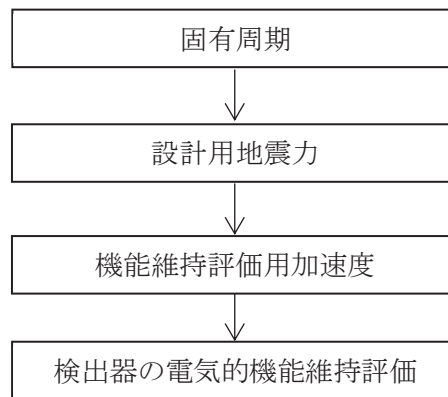 固有周期
設計用地震力
機能維持評価用加速度
検出器の電気的機能維持評価